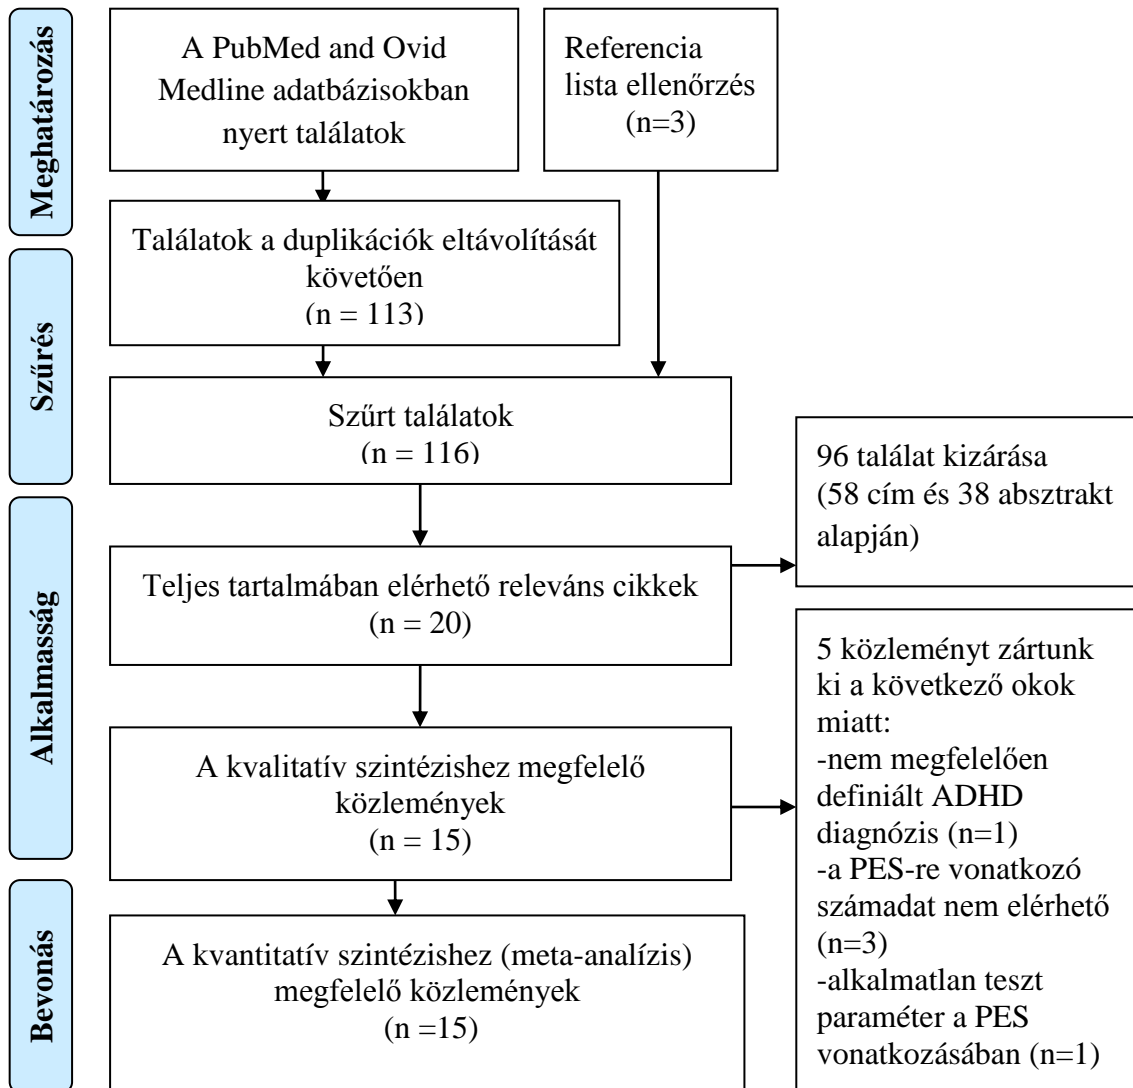 Meghatározás
A PubMed and Ovid
Medline adatbázisokban
nyert találatok
Referencia
lista ellenőrzés
(n=3)
Szűrés
Találatok a duplikációk eltávolítását
követően
(n = 113)
Szűrt találatok
(n = 116)
96 találat kizárása
(58 cím és 38 absztrakt
alapján)
Alkalmasság
Teljes tartalmában elérhető releváns cikkek
(n = 20)
A kvalitatív szintézishez megfelelő
közlemények
(n = 15)
5 közleményt zártunk
ki a következő okok
miatt:
-nem megfelelően
definiált ADHD
diagnózis (n=1)
-a PES-re vonatkozó
számadat nem elérhető
(n=3)
-alkalmatlan teszt
paraméter a PES
vonatkozásában (n=1)
Bevonás
A kvantitatív szintézishez (meta-analízis)
megfelelő közlemények
(n =15)